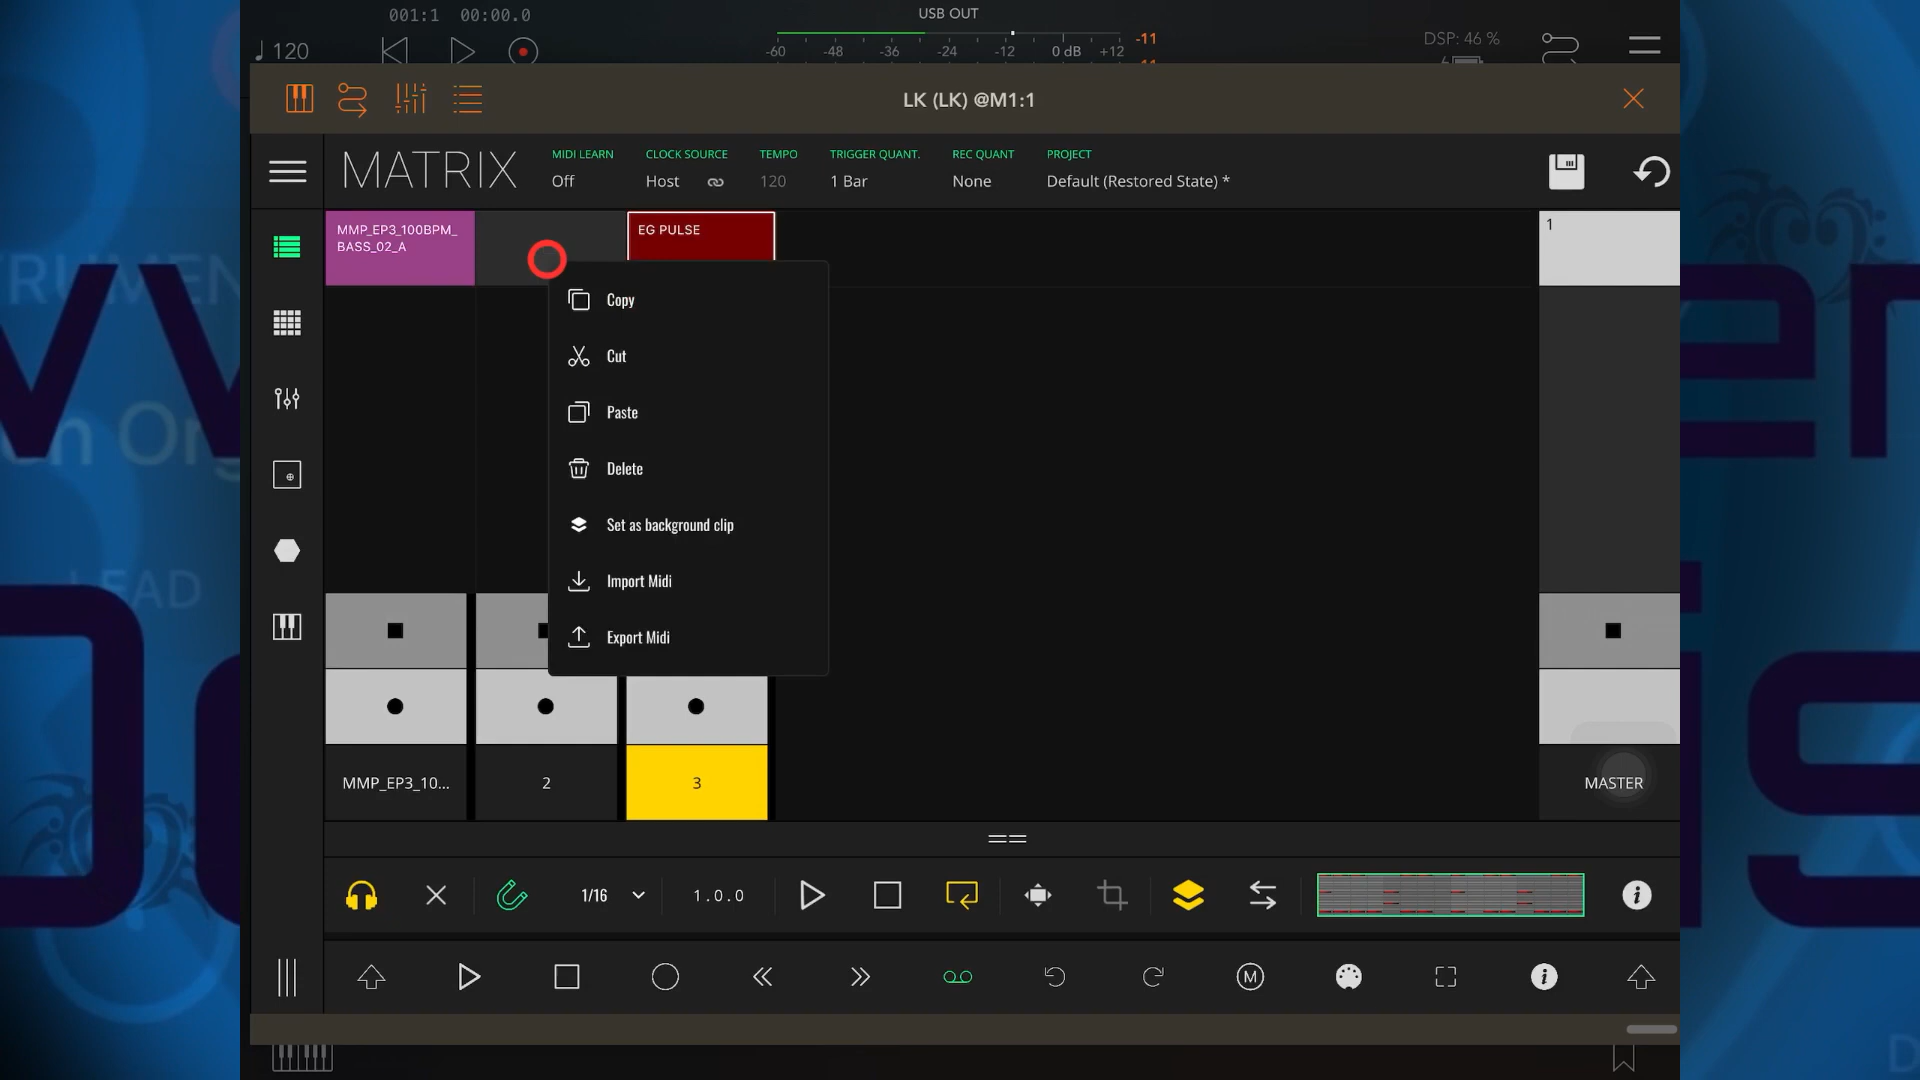 001:1 00:00.0
USB OUT
120
-60 -48 -36 -24 -12 0 dB +12
-11
DSP: 46 %
LK (LK) @M1:1
MATRIX
MIDI LEARN
Off
CLOCK SOURCE
Host
TEMPO
120
TRIGGER QUANT.
1 Bar
REC QUANT
None
PROJECT
Default (Restored State) *
MMP_EP3_100BPM_
BASS_02_A
EG PULSE
1
Copy
Cut
Paste
Delete
Set as background clip
Import Midi
Export Midi
MMP_EP3_10...
2
3
MASTER
1/16
1.0.0
M
LEAD